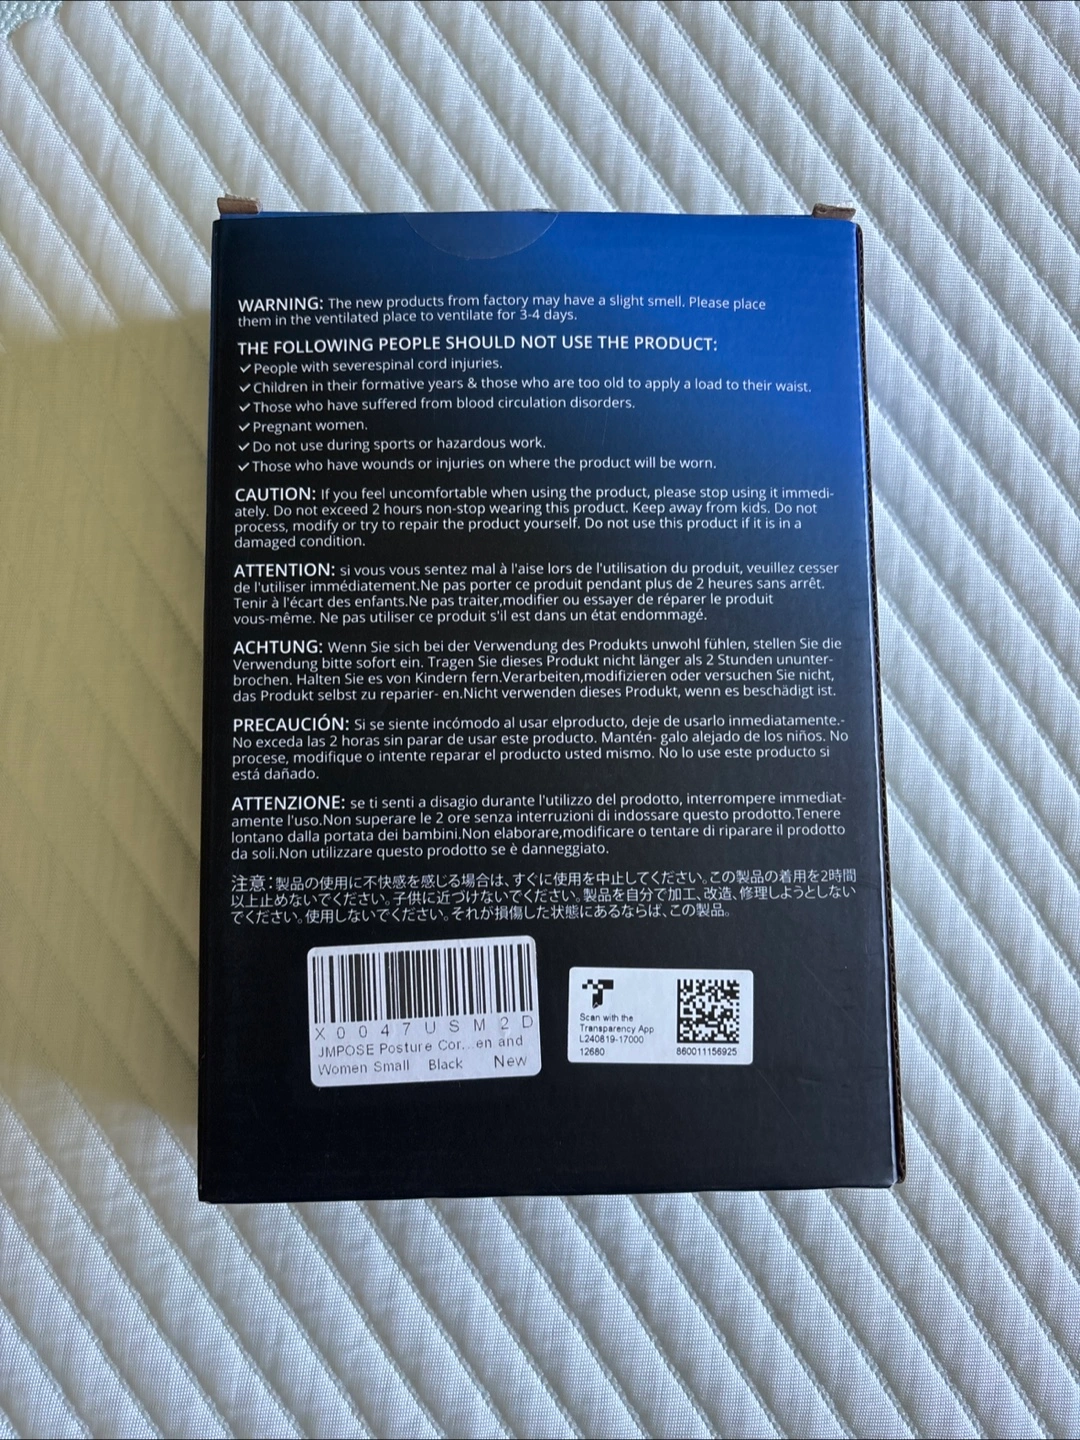 WARNING: The new products from factory may have a slight smell. Please place
them in the ventilated place to ventilate for 3-4 days.
THE FOLLOWING PEOPLE SHOULD NOT USE THE PRODUCT:
✓People with severespinal cord injuries.
✓Children in their formative years & those who are too old to apply a load to their waist.
✓Those who have suffered from blood circulation disorders.
✓Pregnant women.
✓Do not use during sports or hazardous work.
✓Those who have wounds or injuries on where the product will be worn.
CAUTION: If you feel uncomfortable when using the product, please stop using it immedi-
ately. Do not exceed 2 hours non-stop wearing this product. Keep away from kids. Do not
process, modify or try to repair the product yourself. Do not use this product if it is in a
damaged condition.
ATTENTION: si vous vous sentez mal à l'aise lors de l'utilisation du produit, veuillez cesser
de l'utiliser immédiatement.Ne pas porter ce produit pendant plus de 2 heures sans arrêt.
Tenir à l'écart des enfants.Ne pas traiter,modifier ou essayer de réparer le produit
vous-même. Ne pas utiliser ce produit s'il est dans un état endommagé.
ACHTUNG: Wenn Sie sich bei der Verwendung des Produkts unwohl fühlen, stellen Sie die
Verwendung bitte sofort ein. Tragen Sie dieses Produkt nicht länger als 2 Stunden ununter-
brochen. Halten Sie es von Kindern fern.Verarbeiten,modifizieren oder versuchen Sie nicht,
das Produkt selbst zu reparier- en.Nicht verwenden dieses Produkt, wenn es beschädigt ist.
PRECAUCIÓN: Si se siente incómodo al usar elproducto, deje de usarlo inmediatamente.-
No exceda las 2 horas sin parar de usar este producto. Mantén- galo alejado de los niños. No
procese, modifique o intente reparar el producto usted mismo. No lo use este producto si
está dañado.
ATTENZIONE: se ti senti a disagio durante l'utilizzo del prodotto, interrompere immediat-
amente l'uso.Non superare le 2 ore senza interruzioni di indossare questo prodotto.Tenere
lontano dalla portata dei bambini.Non elaborare,modificare o tentare di riparare il prodotto
da soli.Non utilizzare questo prodotto se è danneggiato.
注意:製品の使用に不快感を感じる場合は、すぐに使用を中止してください。この製品の着用を2時間
以上止めないでください。子供に近づけないでください。製品を自分で加工、改造、修理しようとしない
でください。使用しないでください。それが損傷した状態にあるならば、この製品。
X0047USM2D
JMPOSE Posture Cor...en and
Women Small Black New
Scan with the
Transparency App
L240819-17000
12680
860011156925